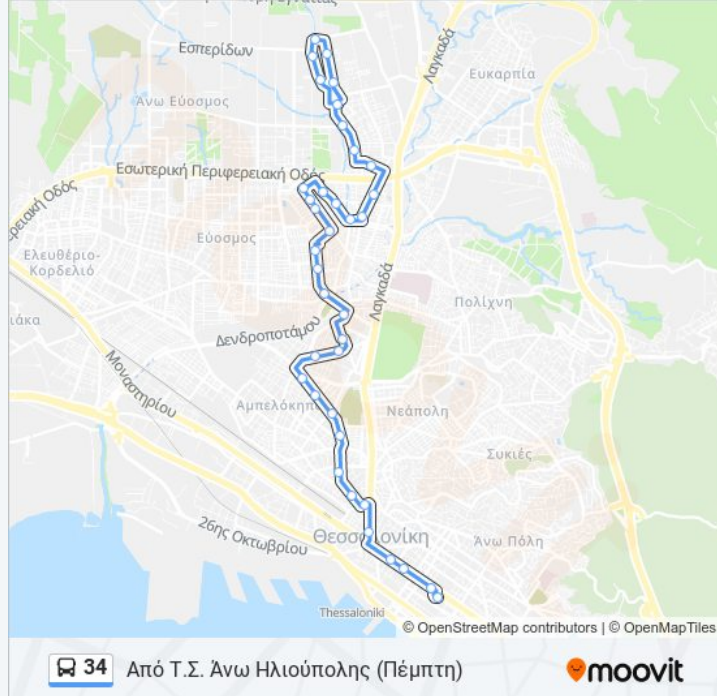 Εσπερίδων
Λαγκαδά
Ευκαρπία
Άνω Εύοσμος
Εσωτερική Περιφερειακή Οδός
Εύοσμος
Ελευθέριο-
Κορδελιό
Λαγκαδά
Πολίχνη
Δενδροποτάμου
Μοναστηρίου
Νεάπολη
Συκιές
26ης Οκτωβρίου
Θεσσαλονίκη
Άνω Πόλη
Thessaloniki
© OpenStreetMap contributors | © OpenMapTiles
34 Από Τ.Σ. Άνω Ηλιούπολης (Πέμπτη)
moovit